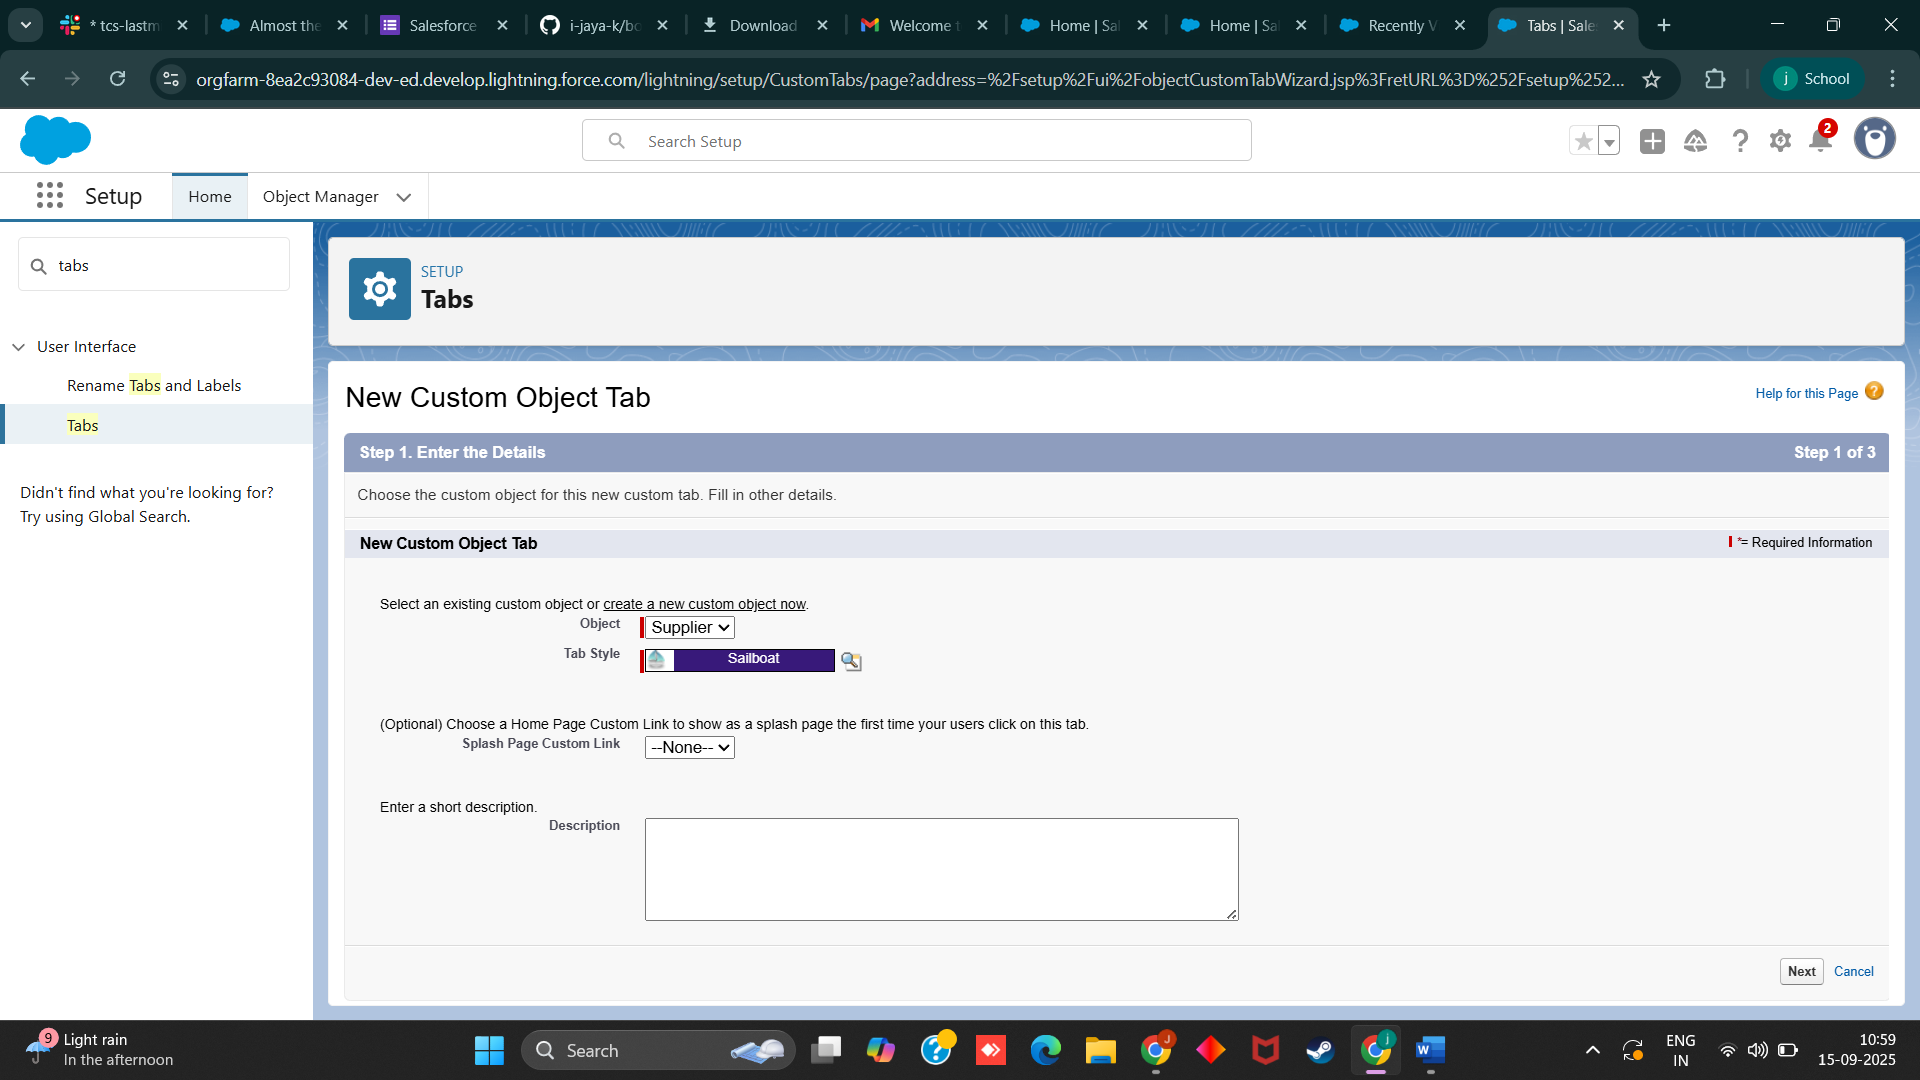 * tcs-lastm
Almost the
Salesforce
i-jaya-k/bo
Download
Welcome t
Home | Sal
Home | Sal
Recently V
Tabs | Sale
orgfarm-8ea2c93084-dev-ed.develop.lightning.force.com/lightning/setup/CustomTabs/page?address=%2Fsetup%2Fui%2FobjectCustomTabWizard.jsp%3FretURL%3D%252Fsetup%252...
j School
Search Setup
2
Setup
Home
Object Manager
tabs
User Interface
Rename Tabs and Labels
Tabs
Didn't find what you're looking for?
Try using Global Search.
SETUP
Tabs
New Custom Object Tab
Help for this Page ?
Step 1. Enter the Details
Step 1 of 3
Choose the custom object for this new custom tab. Fill in other details.
New Custom Object Tab
*= Required Information
Select an existing custom object or create a new custom object now.
Object
Supplier
Tab Style
Sailboat
(Optional) Choose a Home Page Custom Link to show as a splash page the first time your users click on this tab.
Splash Page Custom Link
--None--
Enter a short description.
Description
Next
Cancel
9
Light rain
In the afternoon
Search
J
j
W
ENG
IN
10:59
15-09-2025